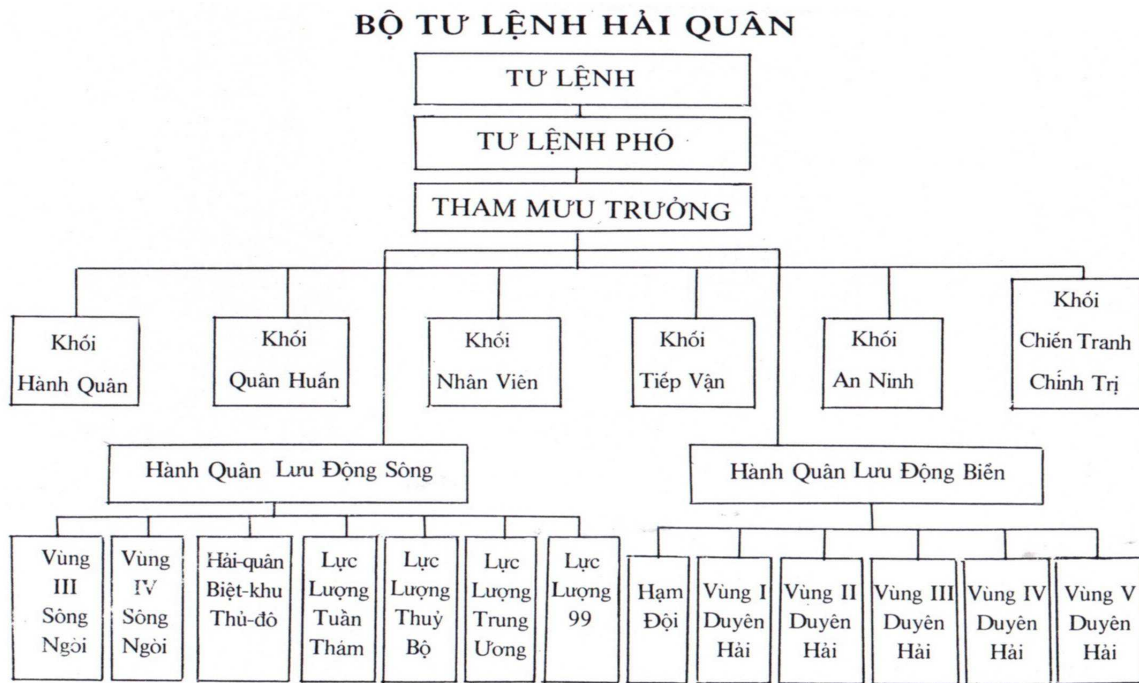 BỘ TƯ LỆNH HẢI QUÂN
TƯ LỆNH
TƯ LỆNH PHÓ
THAM MƯU TRƯỞNG
Khối
Hành Quân
Khối
Quân Huấn
Khối
Nhân Viên
Khối
Tiếp Vận
Khối
An Ninh
Khối
Chiến Tranh
Chính Trị
Hành Quân Lưu Động Sông
Hành Quân Lưu Động Biển
Vùng
III
Sông
Ngòi
Vùng
IV
Sông
Ngòi
Hải-quân
Biệt-khu
Thủ-đô
Lực
Lượng
Tuần
Thám
Lực
Lượng
Thuỷ
Bộ
Lực
Lượng
Trung
Ương
Lực
Lượng
99
Hạm
Đội
Vùng I
Duyên
Hải
Vùng II
Duyên
Hải
Vùng III
Duyên
Hải
Vùng IV
Duyên
Hải
Vùng V
Duyên
Hải